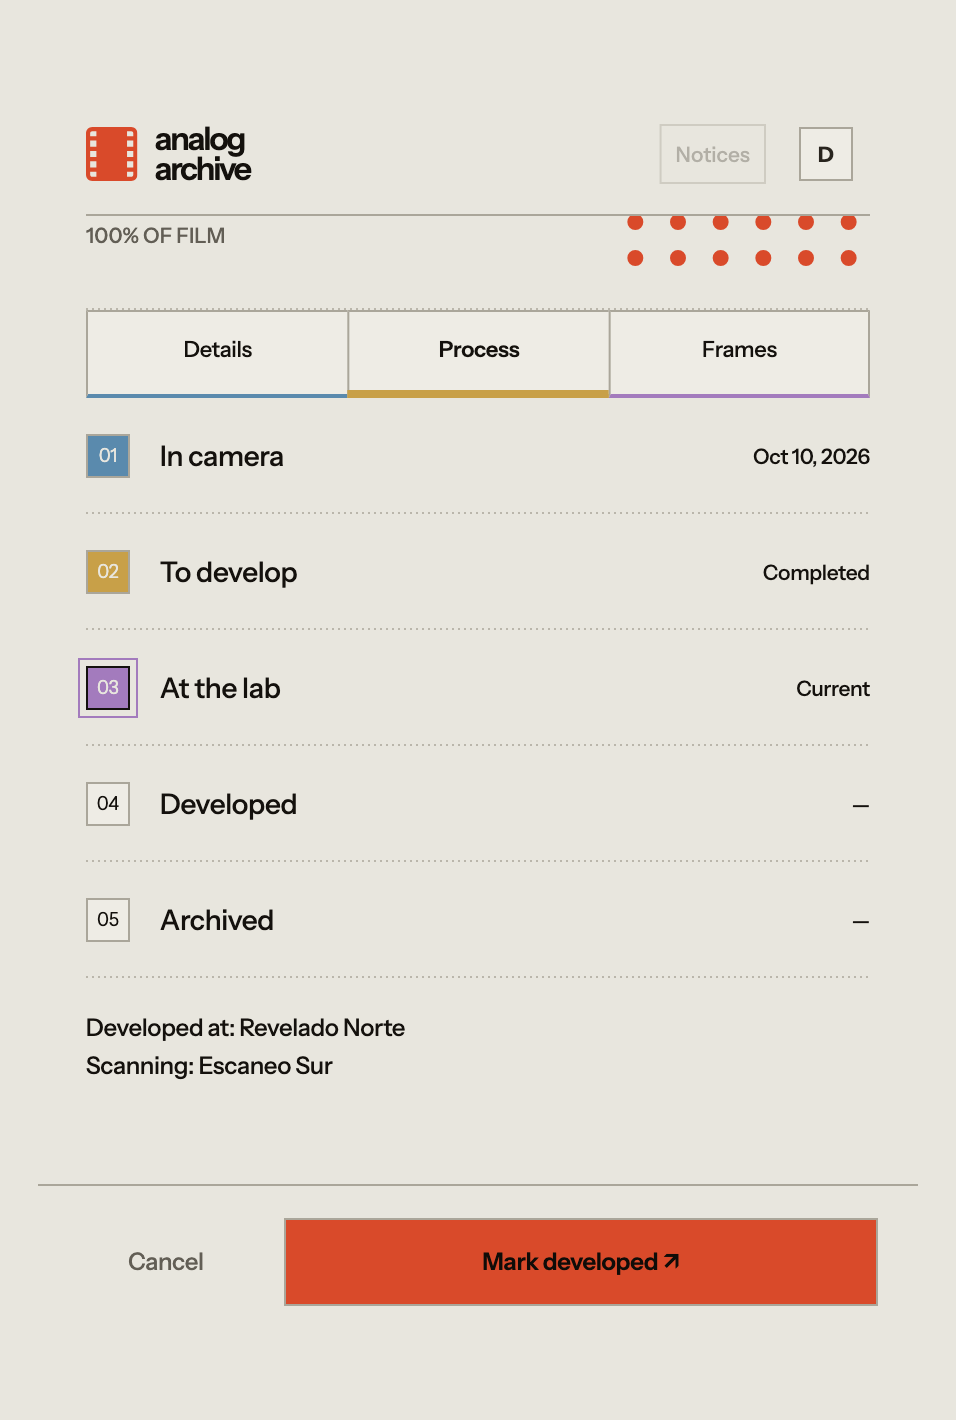 analog
archive
Notices
D
100% OF FILM
Details
Process
Frames
01
In camera
Oct 10, 2026
02
To develop
Completed
03
At the lab
Current
04
Developed
—
05
Archived
—
Developed at: Revelado Norte
Scanning: Escaneo Sur
Cancel
Mark developed ↗